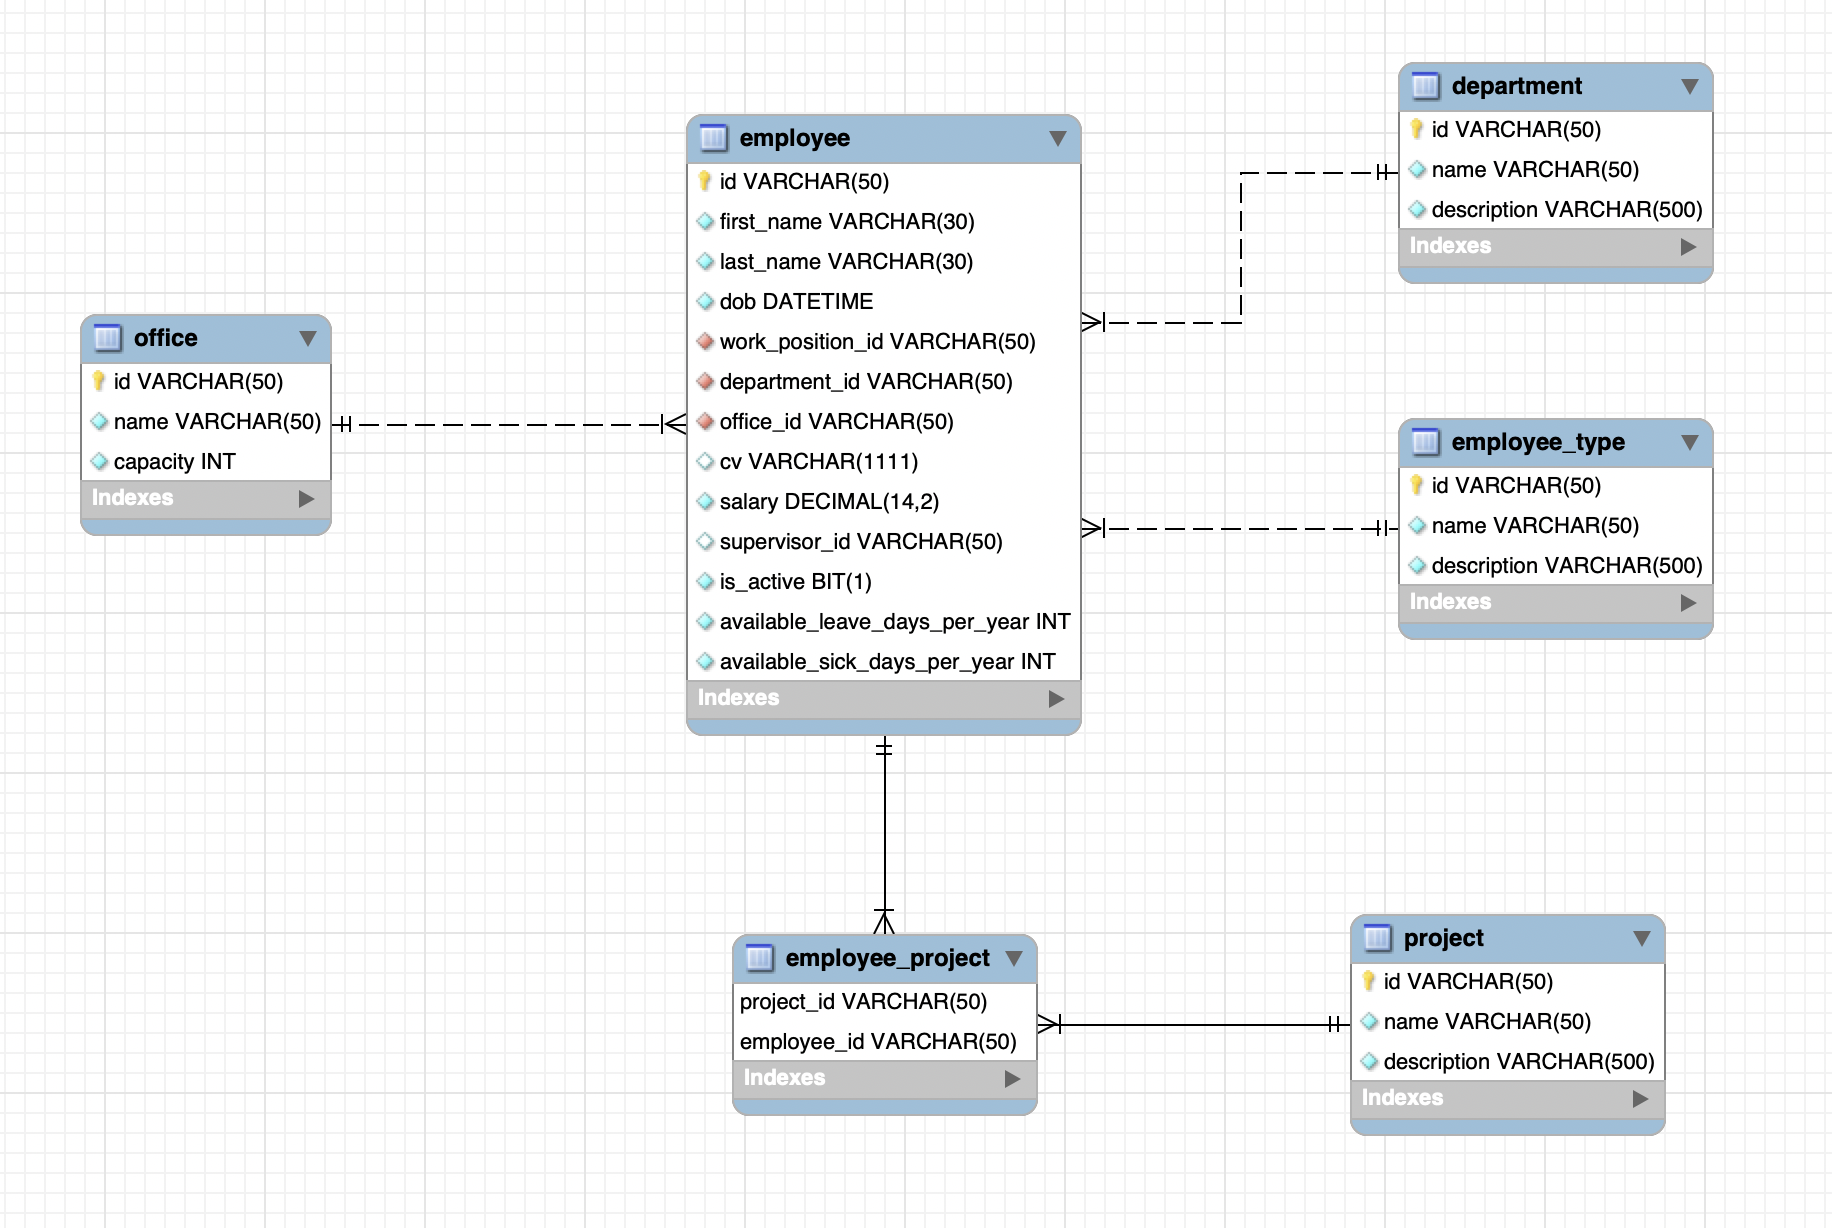 department
id VARCHAR(50)
name VARCHAR(50)
description VARCHAR(500)
Indexes
employee
id VARCHAR(50)
first_name VARCHAR(30)
last_name VARCHAR(30)
dob DATETIME
work_position_id VARCHAR(50)
department_id VARCHAR(50)
office_id VARCHAR(50)
cv VARCHAR(1111)
salary DECIMAL(14,2)
supervisor_id VARCHAR(50)
is_active BIT(1)
available_leave_days_per_year INT
available_sick_days_per_year INT
Indexes
office
id VARCHAR(50)
name VARCHAR(50)
capacity INT
Indexes
employee_type
id VARCHAR(50)
name VARCHAR(50)
description VARCHAR(500)
Indexes
employee_project
project_id VARCHAR(50)
employee_id VARCHAR(50)
Indexes
project
id VARCHAR(50)
name VARCHAR(50)
description VARCHAR(500)
Indexes